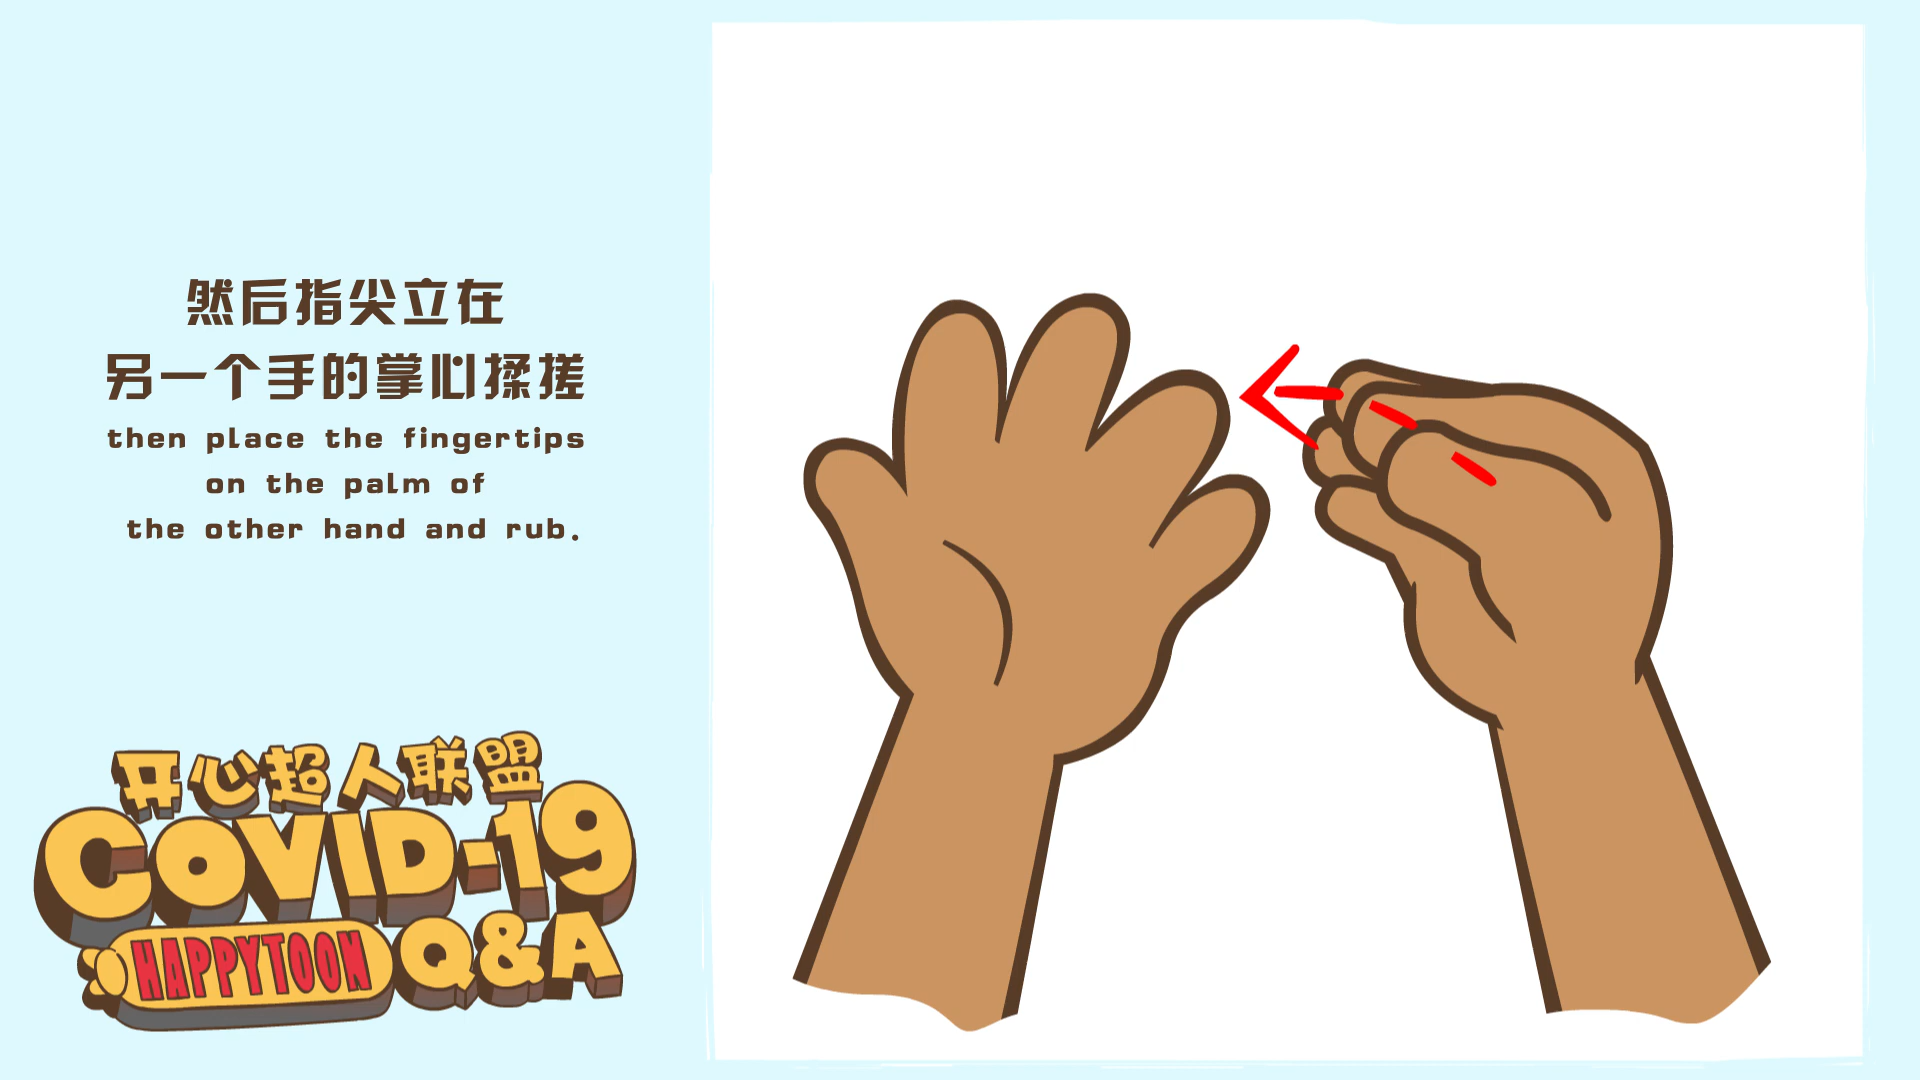 然后指尖立在
另一个手的掌心揉搓
then place the fingertips
on the palm of
the other hand and rub.
开心超人联盟
COVID-19
HAPPYTOON Q&A